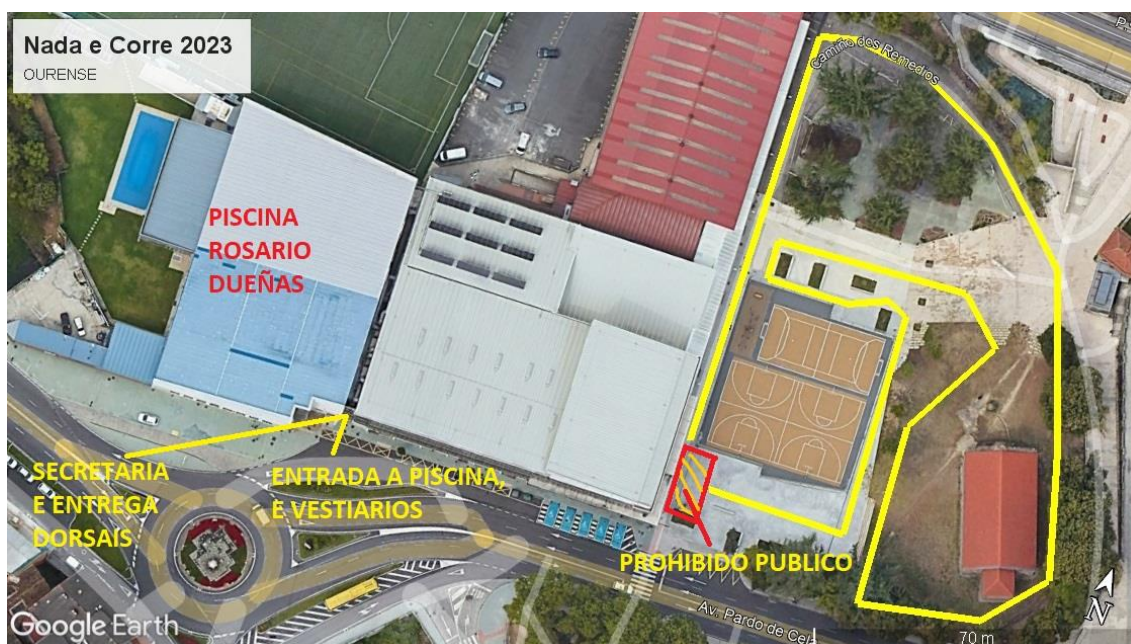 Nada e Corre 2023
OURENSE
Camiño dos Remedios
PISCINA
ROSARIO
DUEÑAS
SECRETARIA
E ENTREGA
DORSAÍS
ENTRADA A PISCINA,
E VESTIARIOS
PROHIBIDO PUBLICO
Av. Pardo de Cela
Google Earth
70 m
N